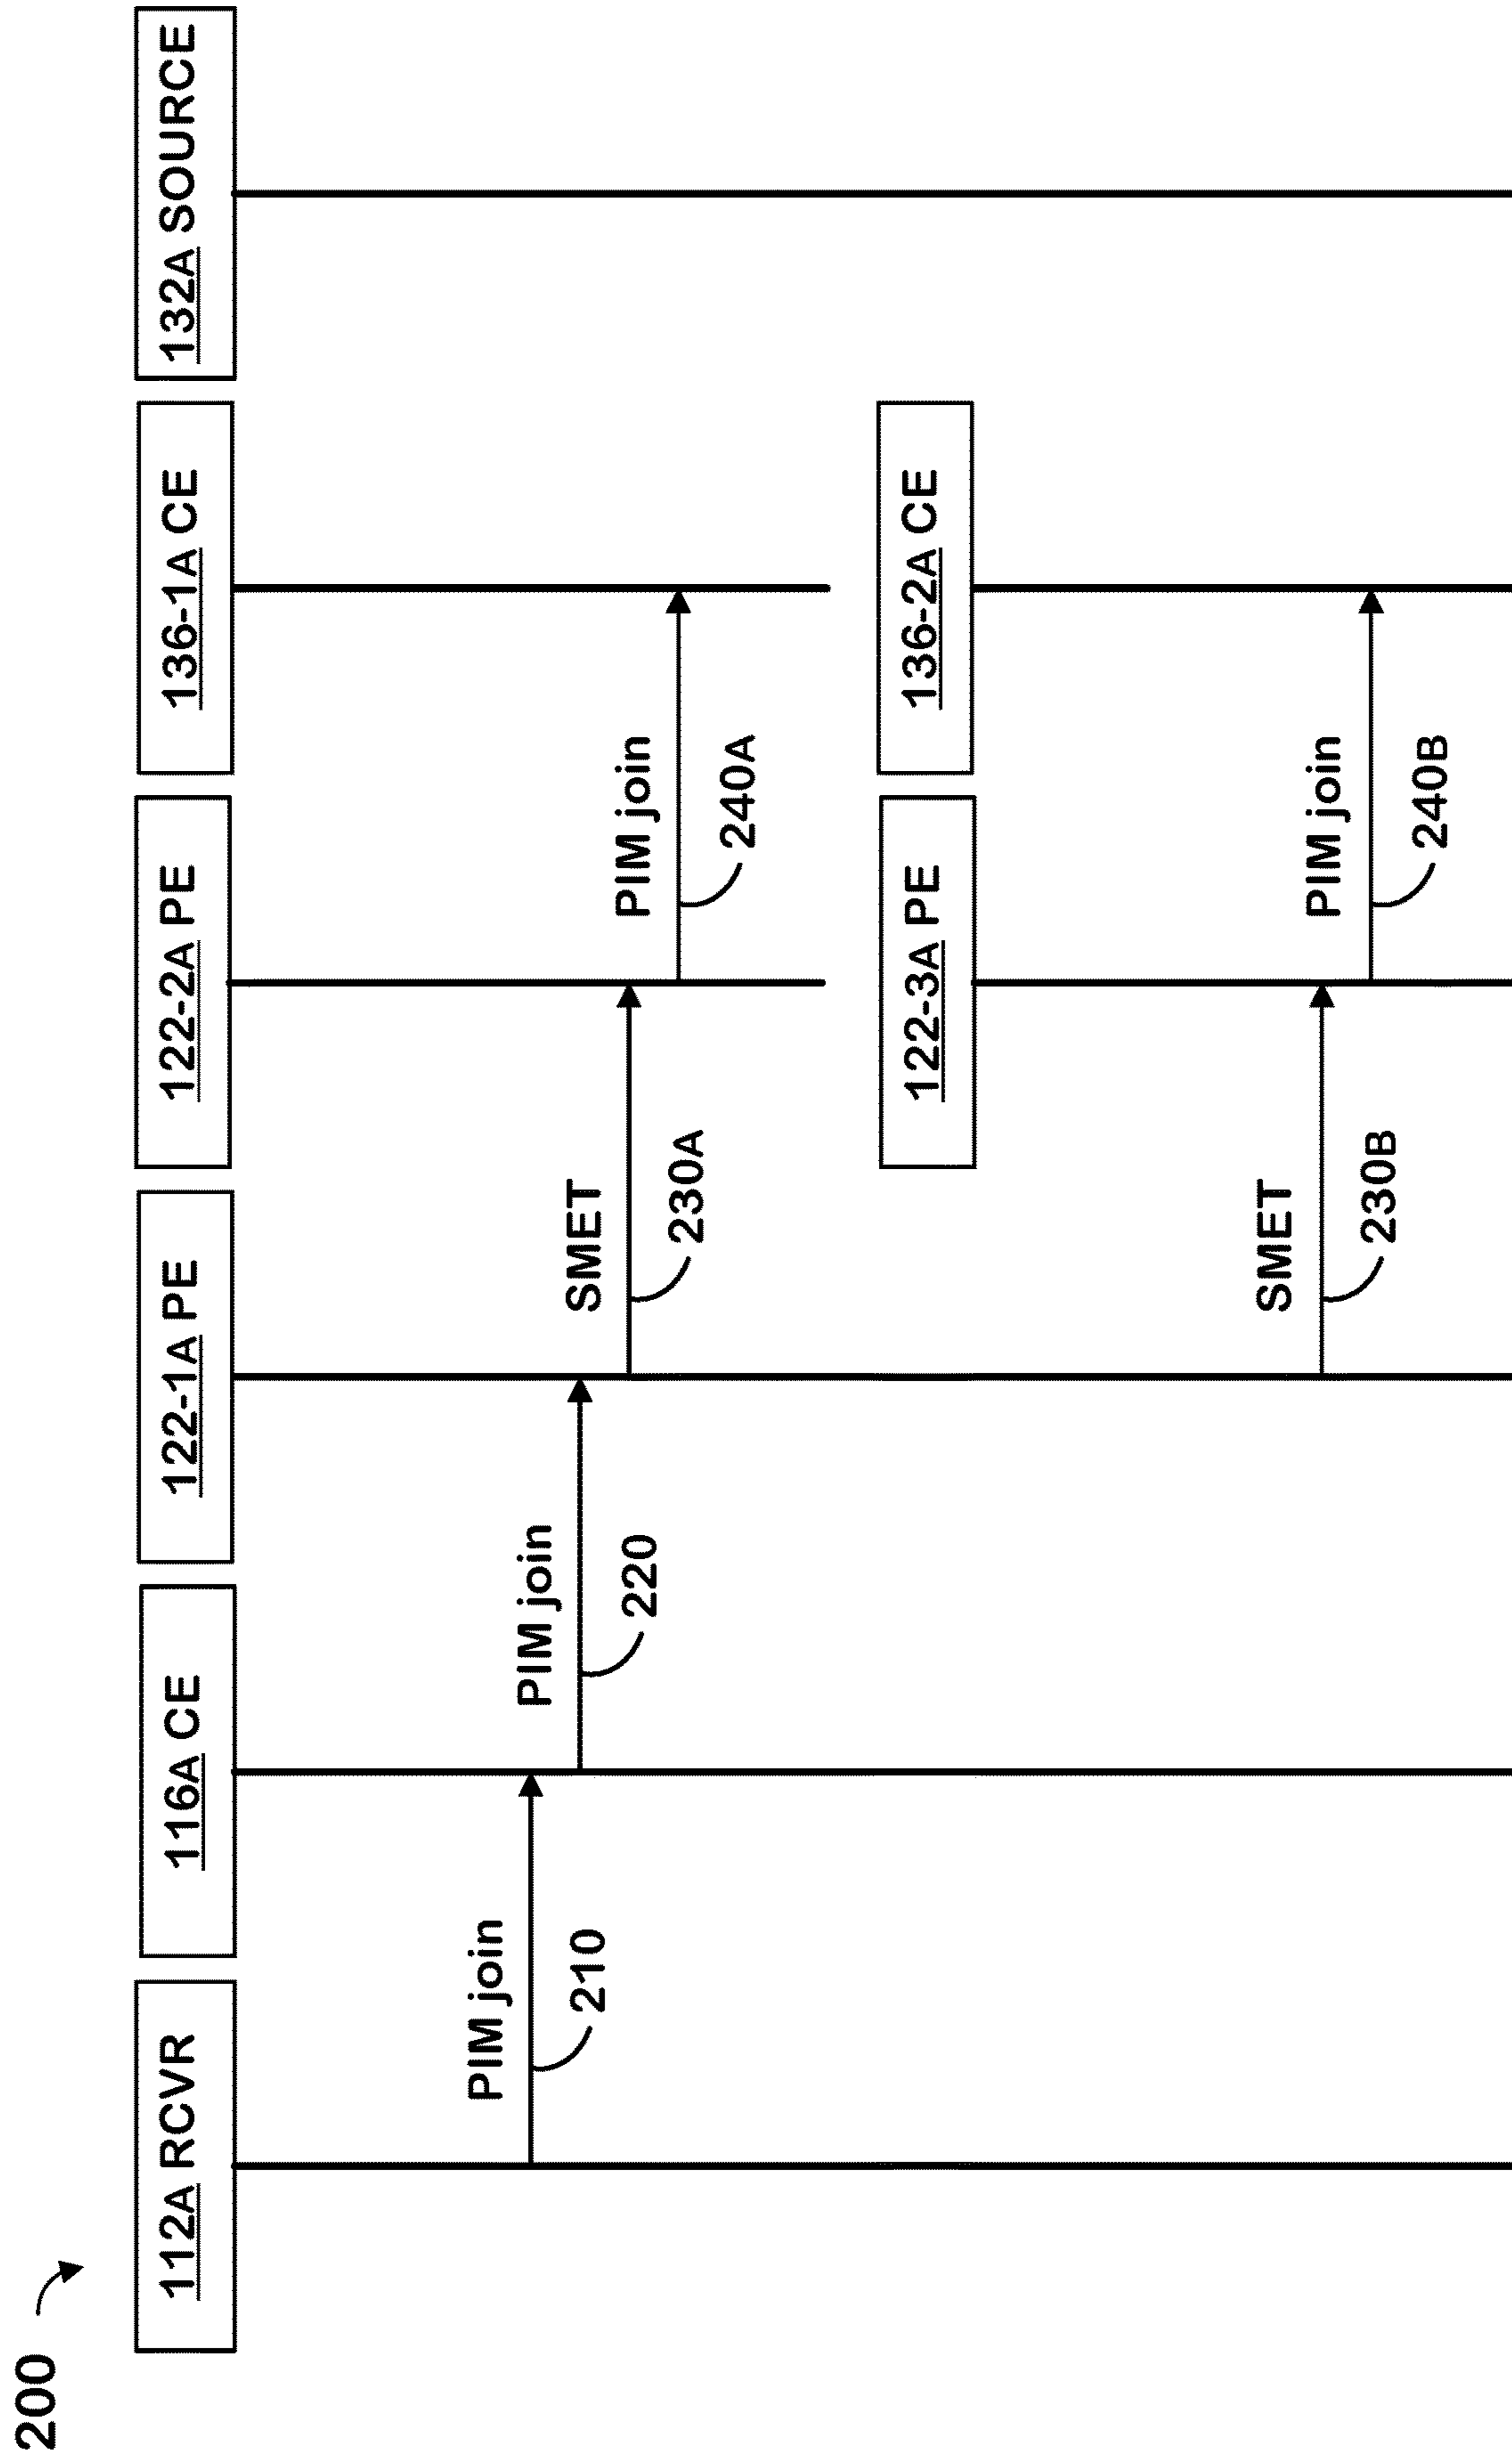 200
112A RCVR
116A CE
122-1A PE
122-2A PE
136-1A CE
132A SOURCE
PIM join
210
PIM join
220
SMET
230A
PIM join
240A
122-3A PE
136-2A CE
SMET
230B
PIM join
240B